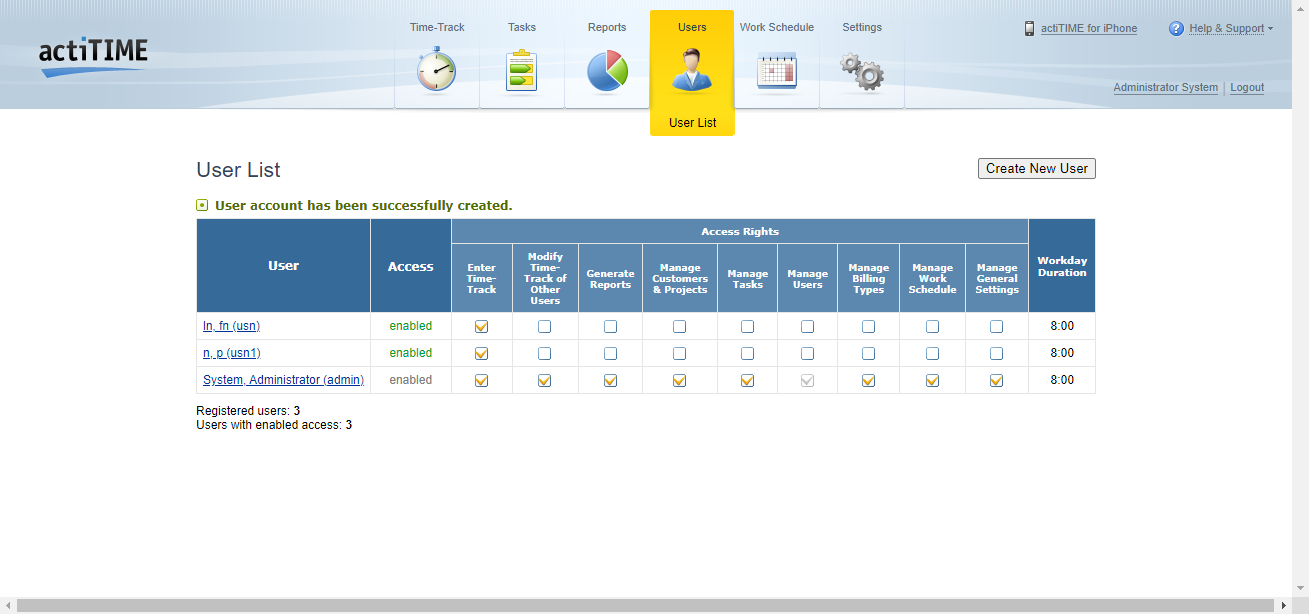 actiTIME
Time-Track
Tasks
Reports
Users
Work Schedule
Settings
actiTIME for iPhone
? Help & Support
Administrator System | Logout
User List
User List
Create New User
User account has been successfully created.
User
Access
Access Rights
Workday Duration
Enter Time-Track
Modify Time-Track of Other Users
Generate Reports
Manage Customers & Projects
Manage Tasks
Manage Users
Manage Billing Types
Manage Work Schedule
Manage General Settings
ln, fn (usn) enabled 8:00
n, p (usn1) enabled 8:00
System, Administrator (admin) enabled 8:00
Registered users: 3
Users with enabled access: 3